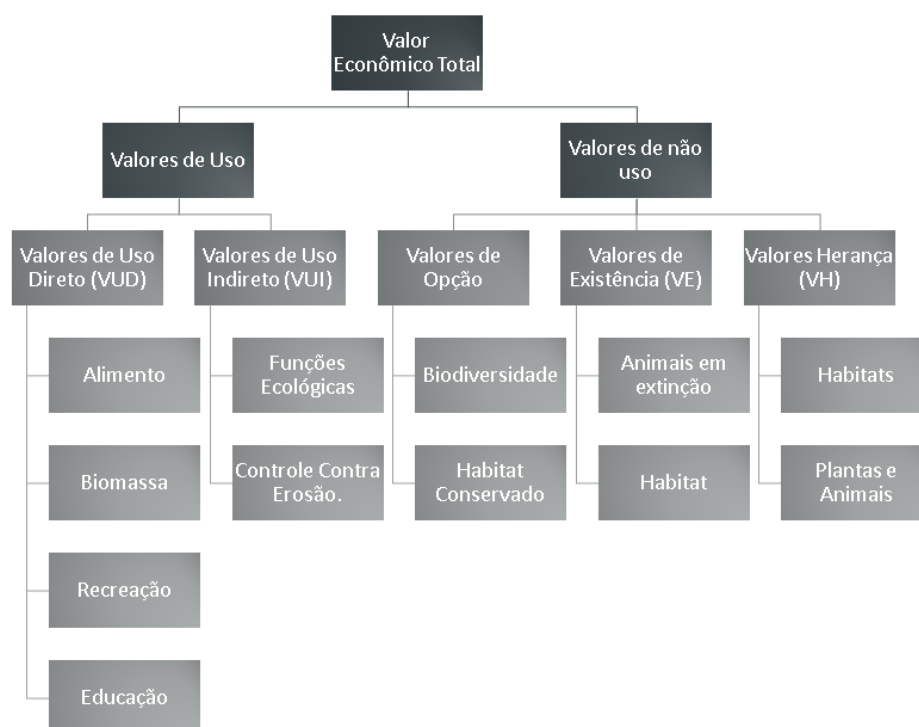 Valor
Econômico Total
Valores de Uso
Valores de não
uso
Valores de Uso
Direto (VUD)
Valores de Uso
Indireto (VUI)
Valores de
Opção
Valores de
Existência (VE)
Valores Herança
(VH)
Alimento
Funções
Ecológicas
Biodiversidade
Animais em
extinção
Habitats
Biomassa
Controle Contra
Erosão.
Habitat
Conservado
Habitat
Plantas e
Animais
Recreação
Educação